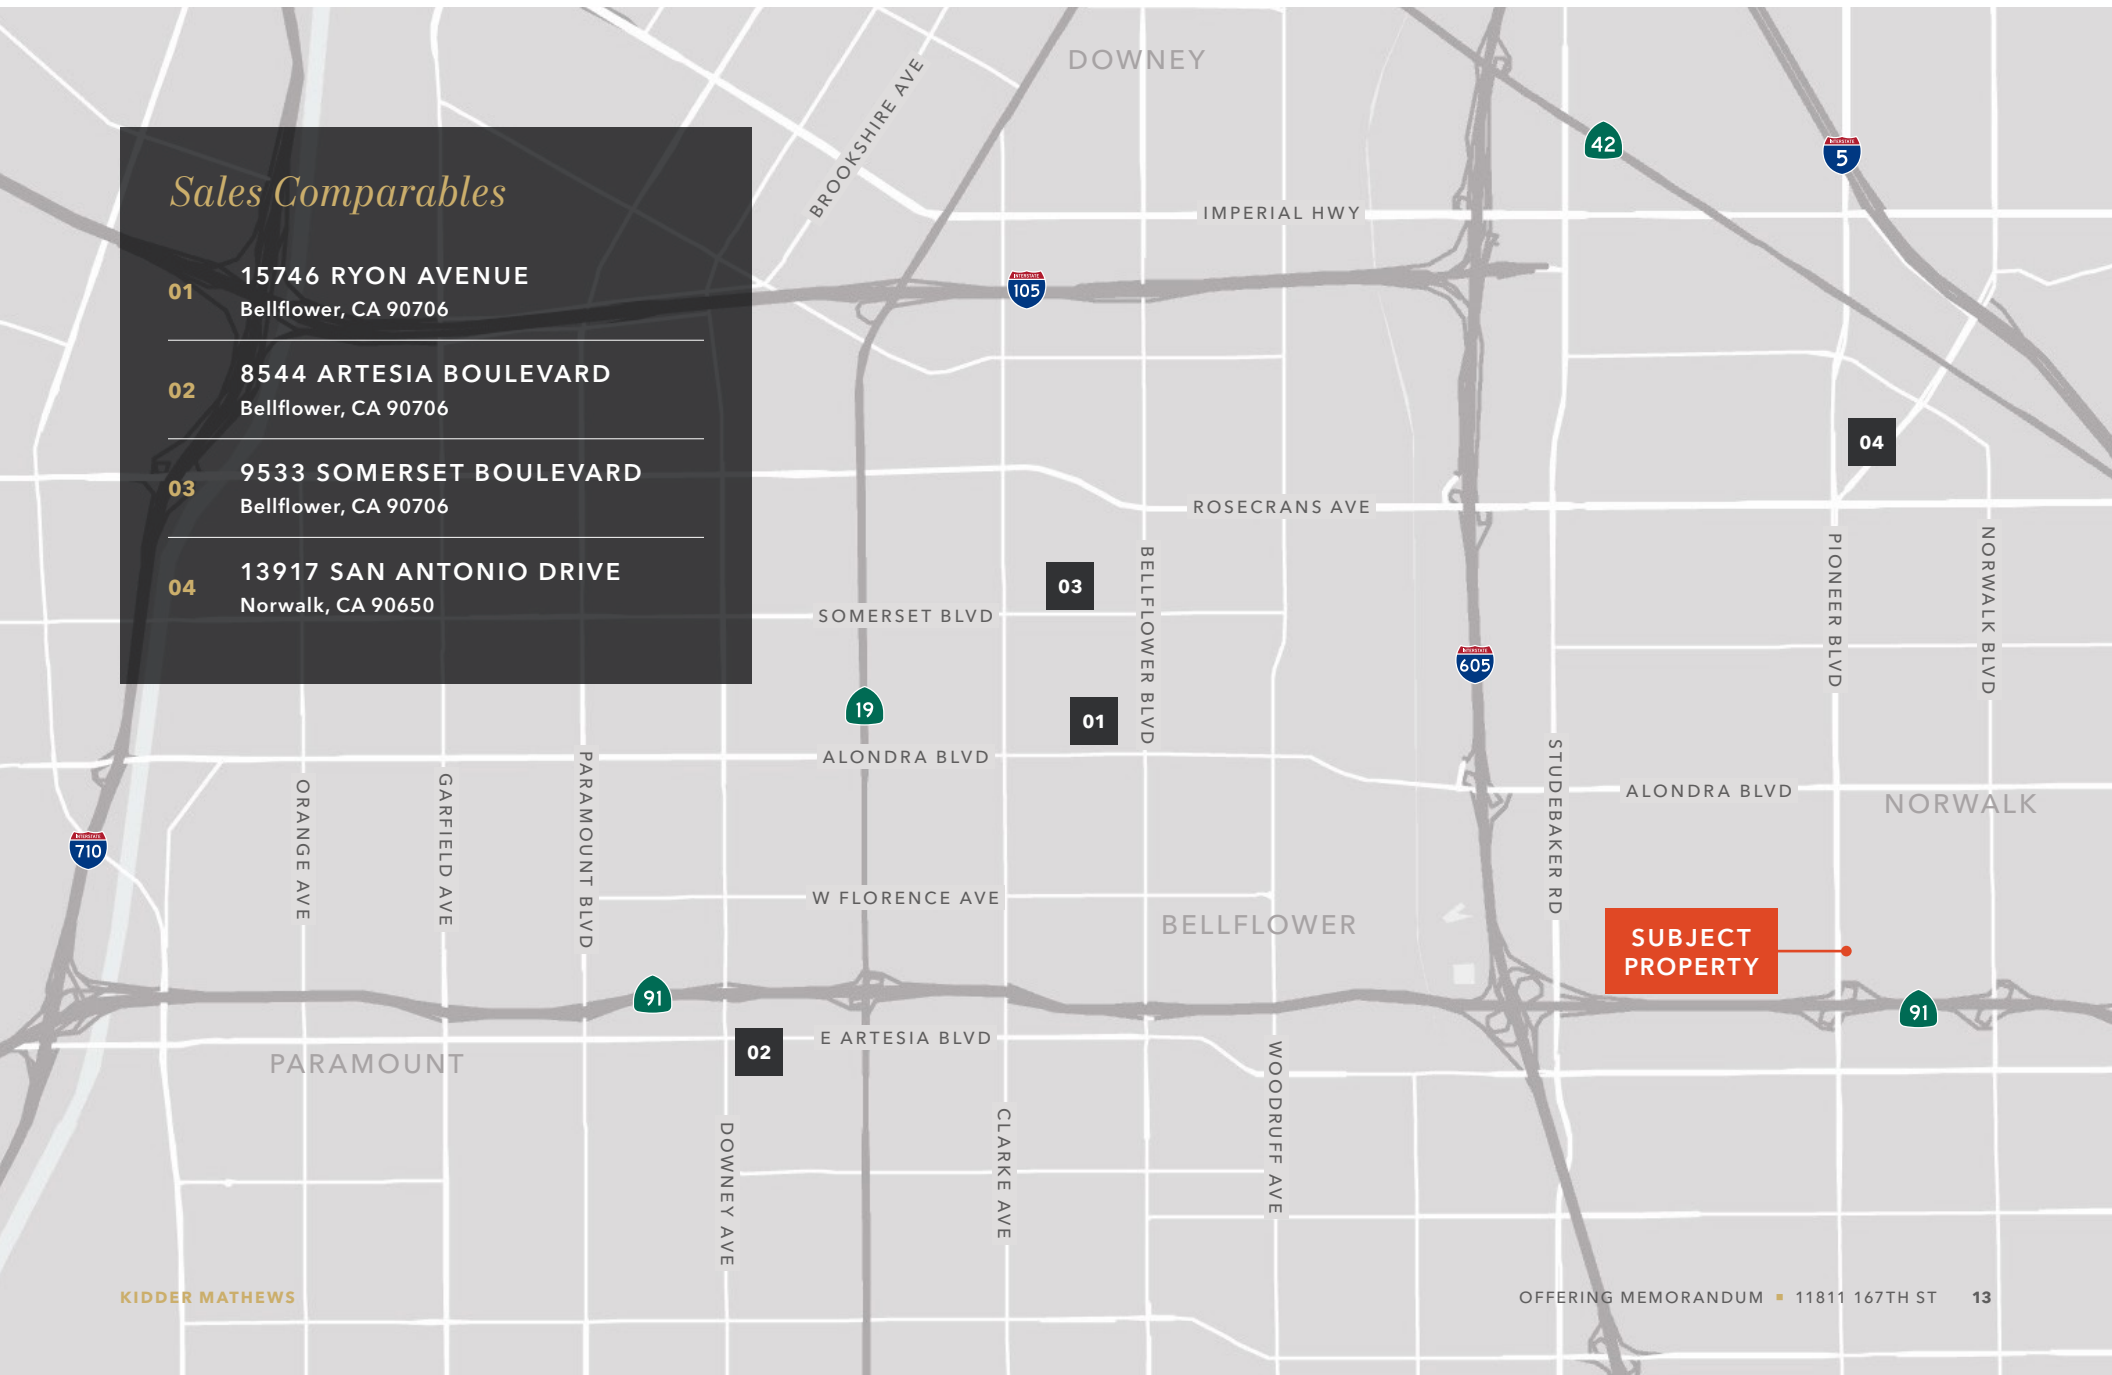 DOWNEY
BROOKSHIRE AVE
42
INTERSTATE
5
Sales Comparables
IMPERIAL HWY
01
15746 RYON AVENUE
Bellflower, CA 90706
INTERSTATE
105
02
8544 ARTESIA BOULEVARD
Bellflower, CA 90706
04
03
9533 SOMERSET BOULEVARD
Bellflower, CA 90706
ROSECRANS AVE
04
13917 SAN ANTONIO DRIVE
Norwalk, CA 90650
03
BELLFLOWER BLVD
PIONEER BLVD
NORWALK BLVD
SOMERSET BLVD
INTERSTATE
605
19
01
ALONDRA BLVD
PARAMOUNT BLVD
ORANGE AVE
GARFIELD AVE
STUDEBAKER RD
ALONDRA BLVD
NORWALK
INTERSTATE
710
W FLORENCE AVE
BELLFLOWER
SUBJECT
PROPERTY
91
91
02
E ARTESIA BLVD
PARAMOUNT
WOODRUFF AVE
CLARKE AVE
DOWNEY AVE
KIDDER MATHEWS
OFFERING MEMORANDUM ■ 11811 167TH ST 13